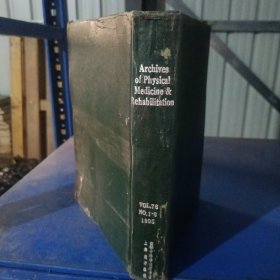 Archives
of Physical
Medicine &
Rehabilitation
VOL.76
NO.1-6
1995